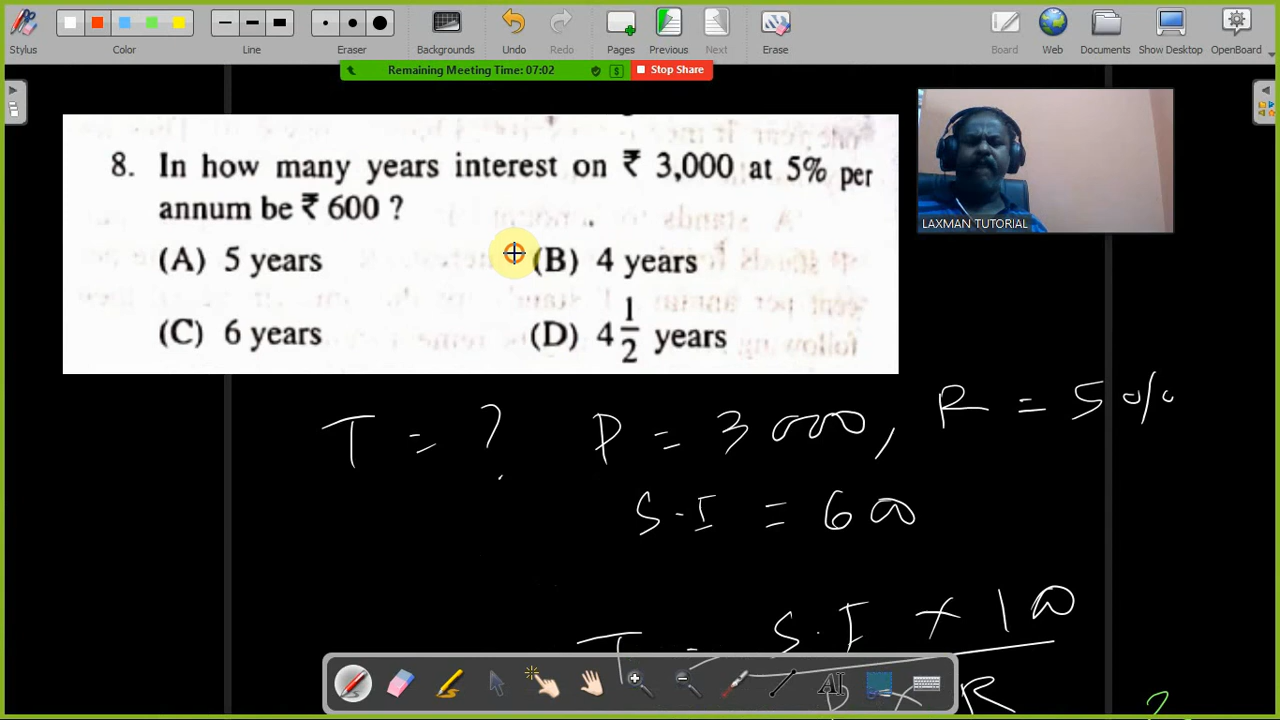 Stylus Color Line Eraser Backgrounds Undo Redo Pages Previous Next Erase Board Web Documents Show Desktop OpenBoard
Remaining Meeting Time: 07:02 Stop Share
8. In how many years interest on ₹ 3,000 at 5% per
annum be ₹ 600 ?
(A) 5 years (B) 4 years
(C) 6 years (D) 4 1/2 years
LAXMAN TUTORIAL
T = ? P = 3000, R = 5%
S.I = 600
T = S.I × 100
P × R